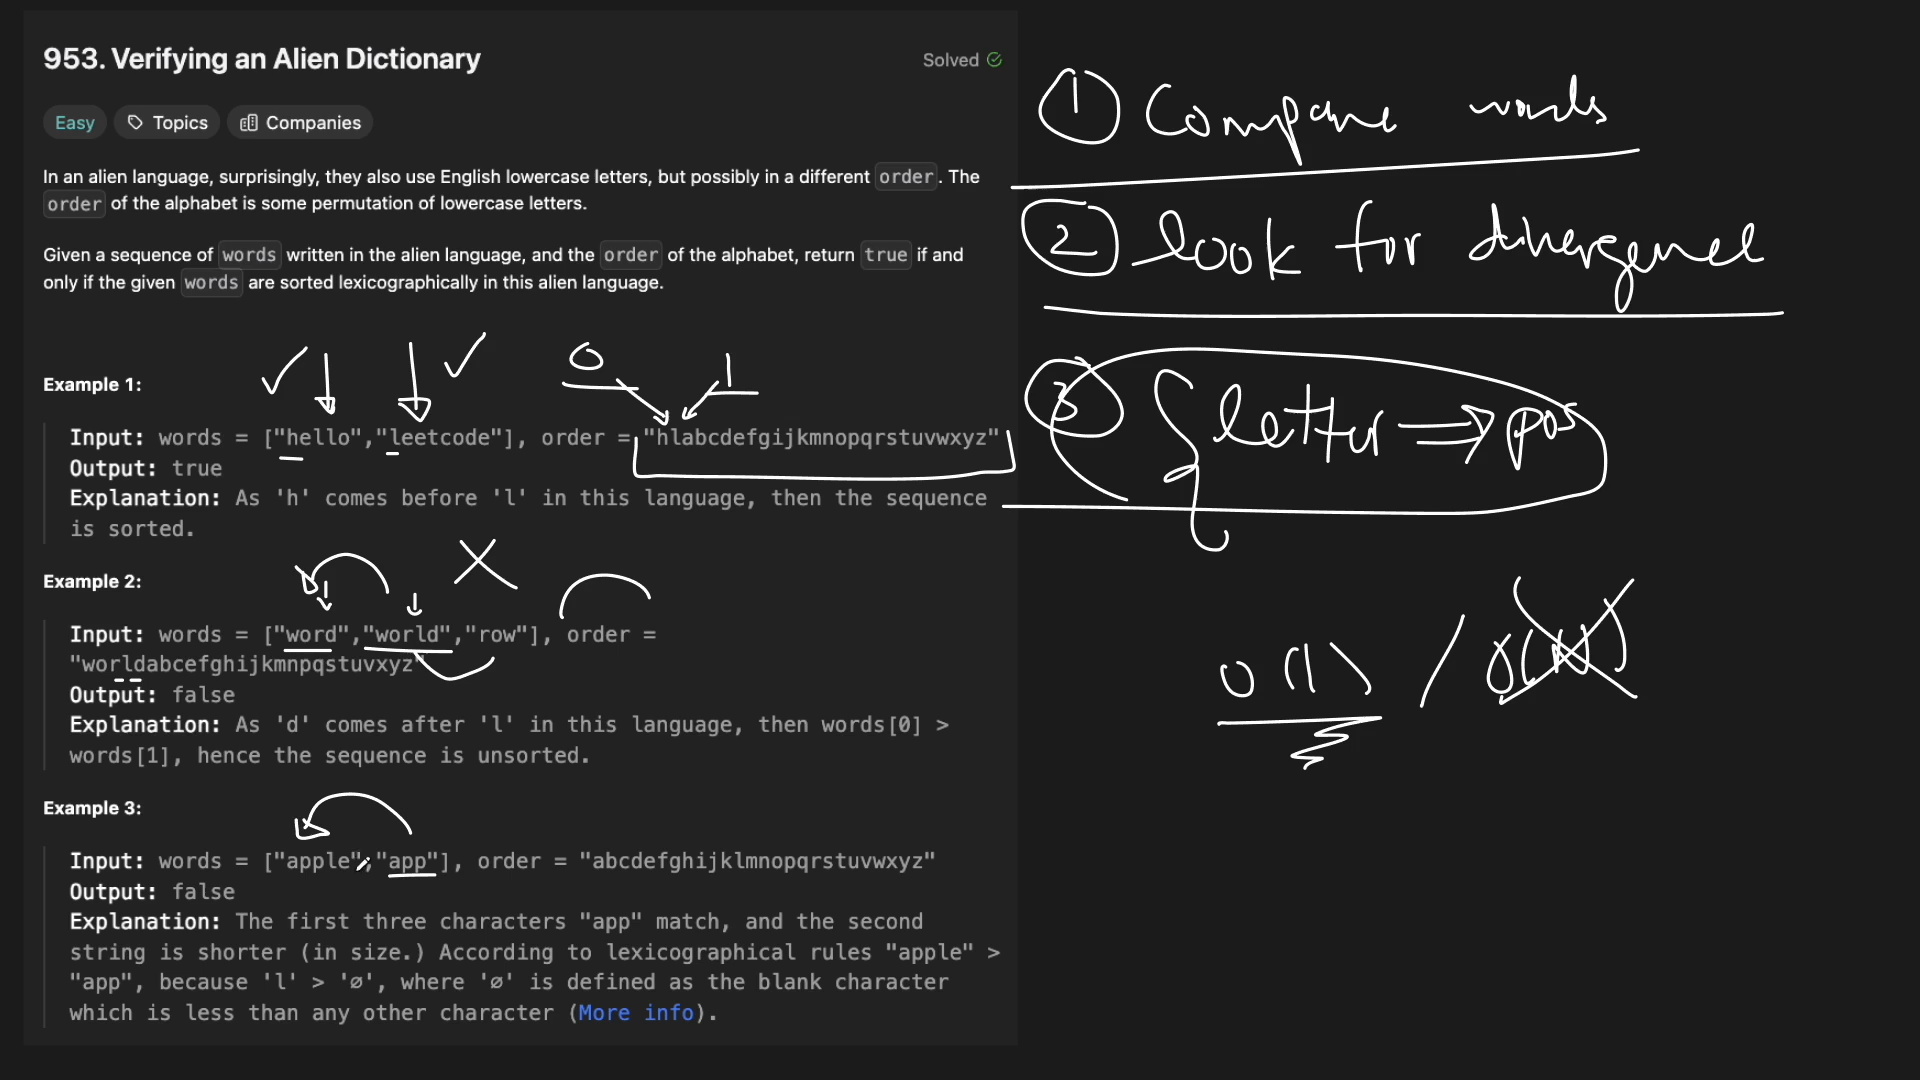 953. Verifying an Alien Dictionary
Solved
Easy Topics Companies
In an alien language, surprisingly, they also use English lowercase letters, but possibly in a different order. The
order of the alphabet is some permutation of lowercase letters.
Given a sequence of words written in the alien language, and the order of the alphabet, return true if and
only if the given words are sorted lexicographically in this alien language.
0 1
Example 1:
Input: words = ["hello","leetcode"], order = "hlabcdefgijkmnopqrstuvwxyz"
Output: true
Explanation: As 'h' comes before 'l' in this language, then the sequence
is sorted.
Example 2:
Input: words = ["word","world","row"], order =
"worldabcefghijkmnpqstuvxyz"
Output: false
Explanation: As 'd' comes after 'l' in this language, then words[0] >
words[1], hence the sequence is unsorted.
Example 3:
Input: words = ["apple","app"], order = "abcdefghijklmnopqrstuvwxyz"
Output: false
Explanation: The first three characters "app" match, and the second
string is shorter (in size.) According to lexicographical rules "apple" >
"app", because 'l' > '∅', where '∅' is defined as the blank character
which is less than any other character (More info).
1 Compare words
2 look for
3 { letter => pos
O(1) / O(N)